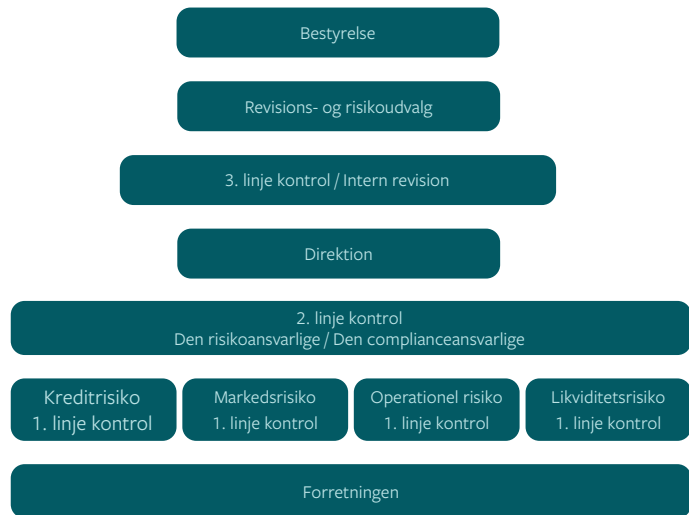 Bestyrelse
Revisions- og risikoudvalg
3. linje kontrol / Intern revision
Direktion
2. linje kontrol
Den risikoansvarlige / Den complianceansvarlige
Kreditrisiko
1. linje kontrol
Markedsrisiko
1. linje kontrol
Operationel risiko
1. linje kontrol
Likviditetsrisiko
1. linje kontrol
Forretningen